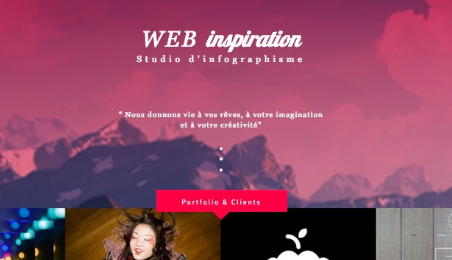 WEB inspiration
Studio d'infographisme
" Nous donnons vie à vos rêves, à votre imagination
et à votre créativité"
Portfolio & Clients